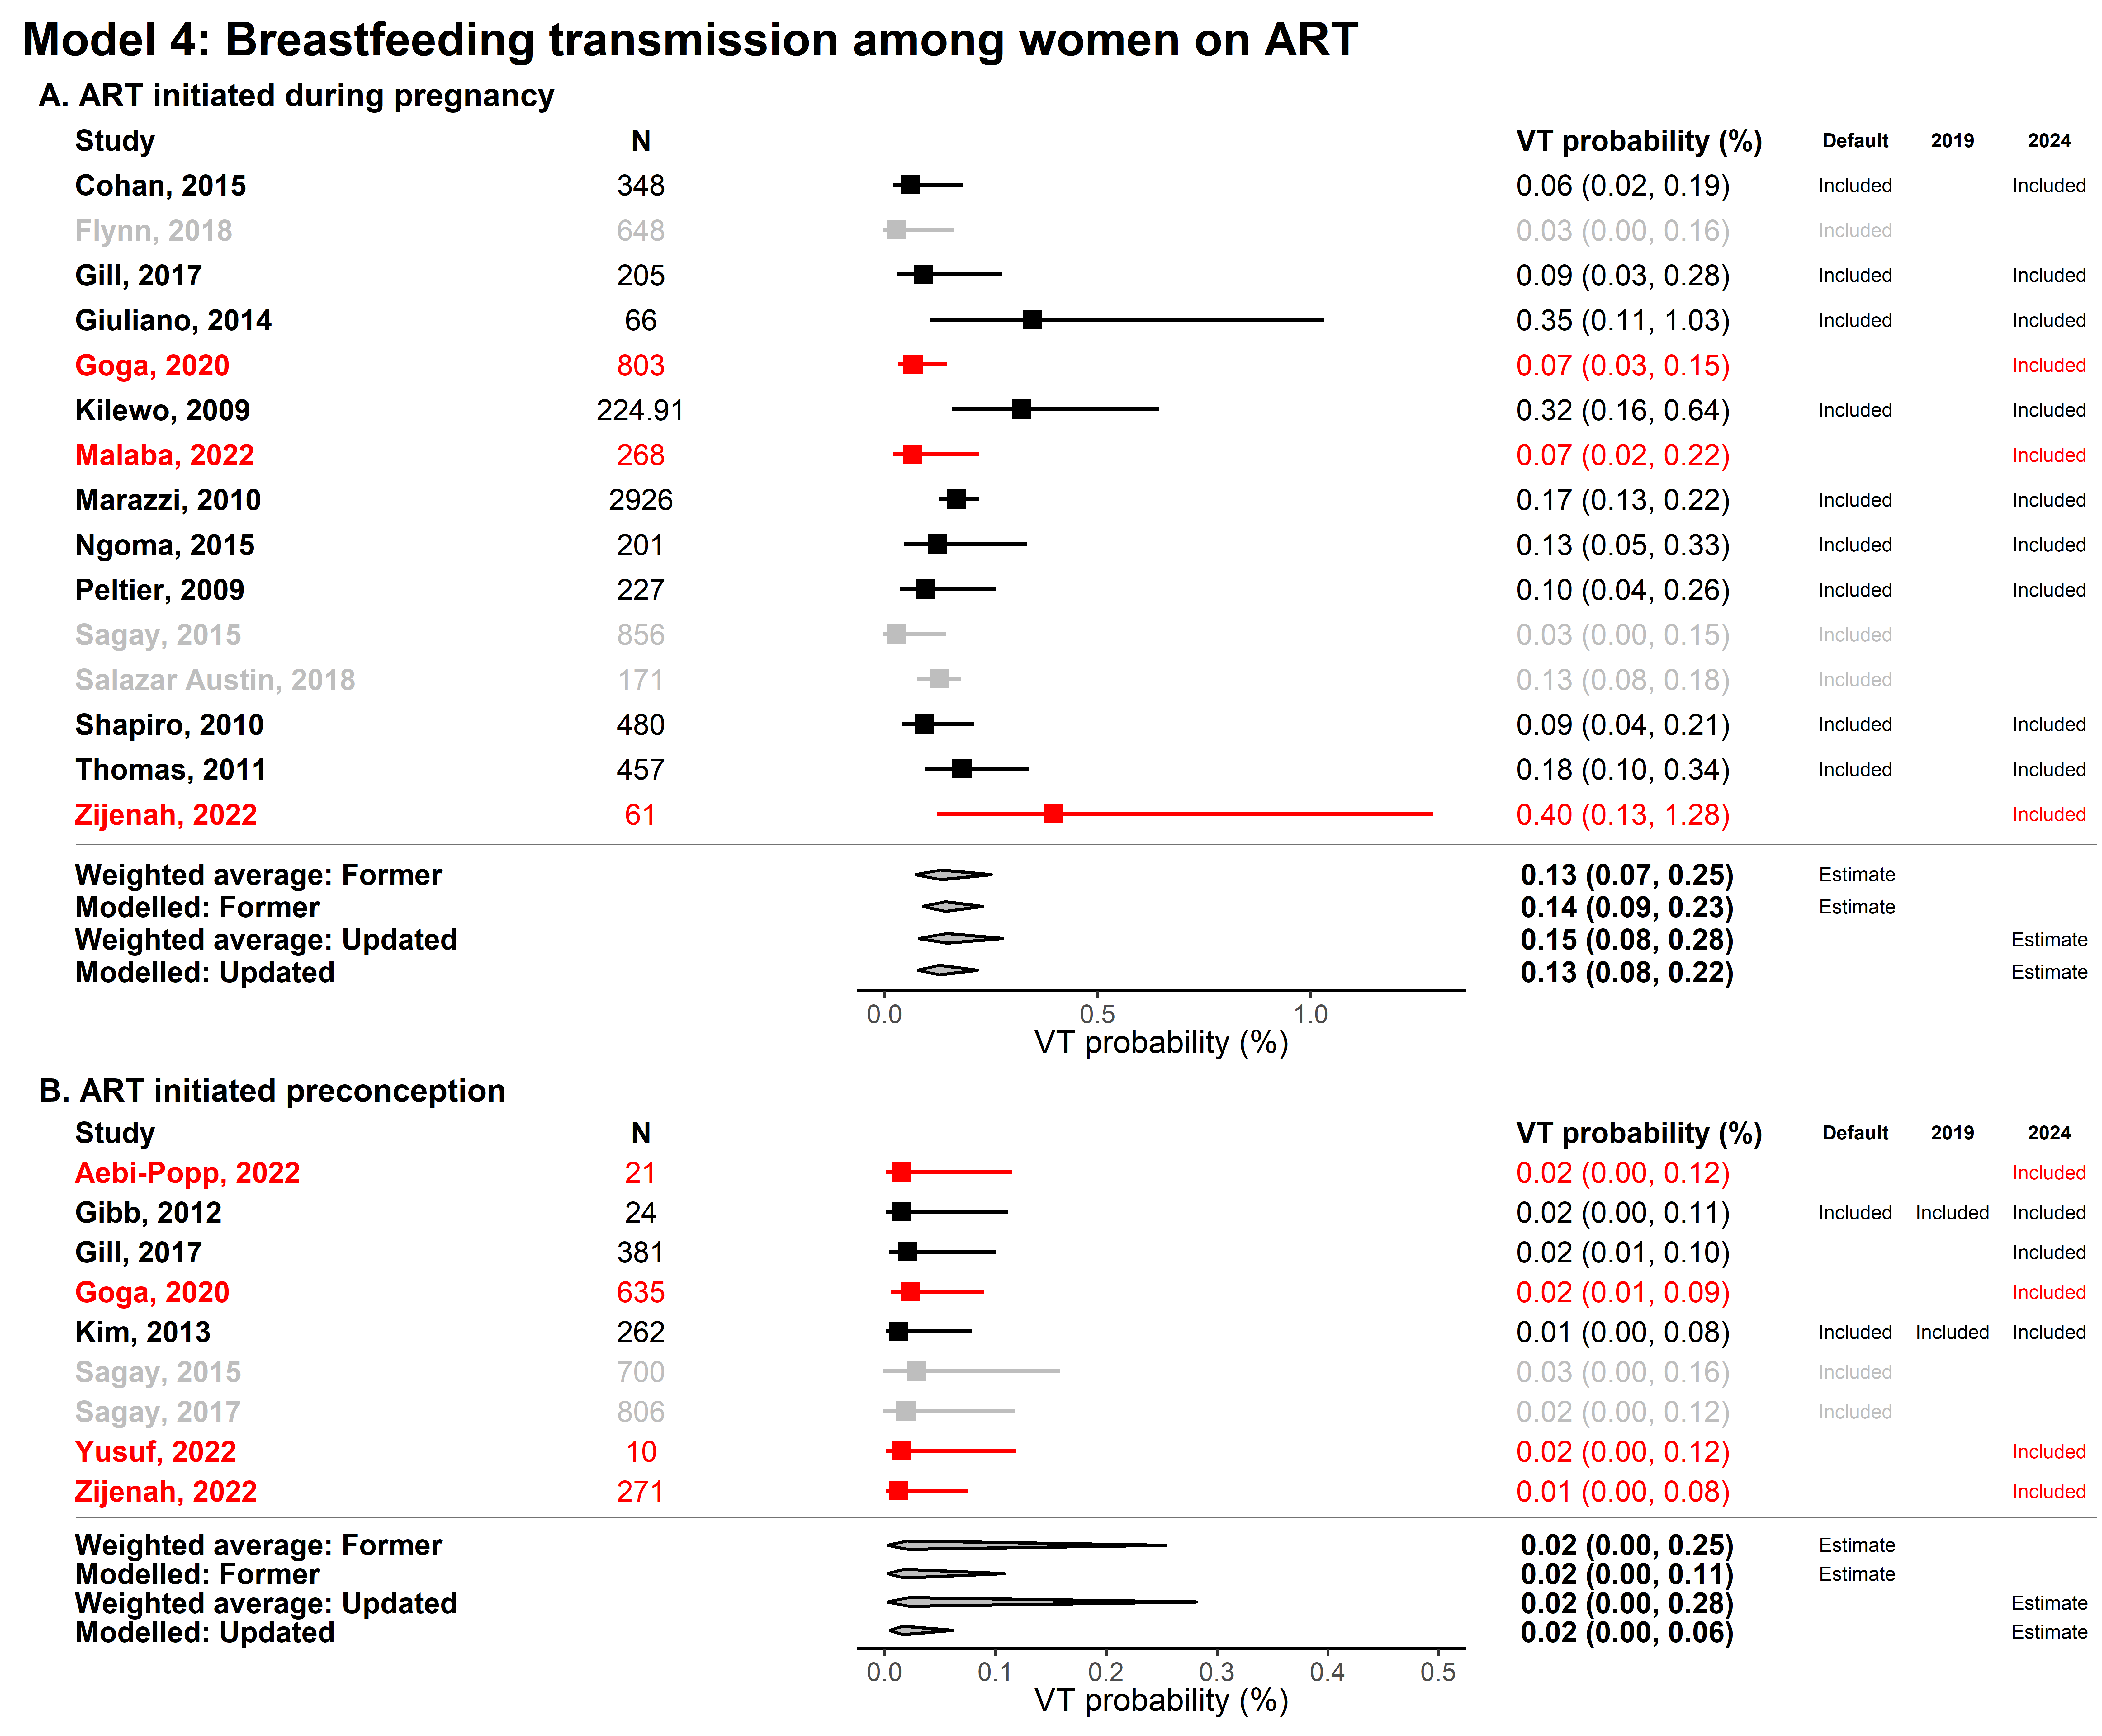 Model 4: Breastfeeding transmission among women on ART
A. ART initiated during pregnancy
Study N VT probability (%) Default 2019 2024
Cohan, 2015 348 0.06 (0.02, 0.19) Included Included
Flynn, 2018 648 0.03 (0.00, 0.16) Included
Gill, 2017 205 0.09 (0.03, 0.28) Included Included
Giuliano, 2014 66 0.35 (0.11, 1.03) Included Included
Goga, 2020 803 0.07 (0.03, 0.15) Included
Kilewo, 2009 224.91 0.32 (0.16, 0.64) Included Included
Malaba, 2022 268 0.07 (0.02, 0.22) Included
Marazzi, 2010 2926 0.17 (0.13, 0.22) Included Included
Ngoma, 2015 201 0.13 (0.05, 0.33) Included Included
Peltier, 2009 227 0.10 (0.04, 0.26) Included Included
Sagay, 2015 856 0.03 (0.00, 0.15) Included
Salazar Austin, 2018 171 0.13 (0.08, 0.18) Included
Shapiro, 2010 480 0.09 (0.04, 0.21) Included Included
Thomas, 2011 457 0.18 (0.10, 0.34) Included Included
Zijenah, 2022 61 0.40 (0.13, 1.28) Included
Weighted average: Former 0.13 (0.07, 0.25) Estimate
Modelled: Former 0.14 (0.09, 0.23) Estimate
Weighted average: Updated 0.15 (0.08, 0.28) Estimate
Modelled: Updated 0.13 (0.08, 0.22) Estimate
0.0 0.5 1.0
VT probability (%)
B. ART initiated preconception
Study N VT probability (%) Default 2019 2024
Aebi-Popp, 2022 21 0.02 (0.00, 0.12) Included
Gibb, 2012 24 0.02 (0.00, 0.11) Included Included Included
Gill, 2017 381 0.02 (0.01, 0.10) Included
Goga, 2020 635 0.02 (0.01, 0.09) Included
Kim, 2013 262 0.01 (0.00, 0.08) Included Included Included
Sagay, 2015 700 0.03 (0.00, 0.16) Included
Sagay, 2017 806 0.02 (0.00, 0.12) Included
Yusuf, 2022 10 0.02 (0.00, 0.12) Included
Zijenah, 2022 271 0.01 (0.00, 0.08) Included
Weighted average: Former 0.02 (0.00, 0.25) Estimate
Modelled: Former 0.02 (0.00, 0.11) Estimate
Weighted average: Updated 0.02 (0.00, 0.28) Estimate
Modelled: Updated 0.02 (0.00, 0.06) Estimate
0.0 0.1 0.2 0.3 0.4 0.5
VT probability (%)